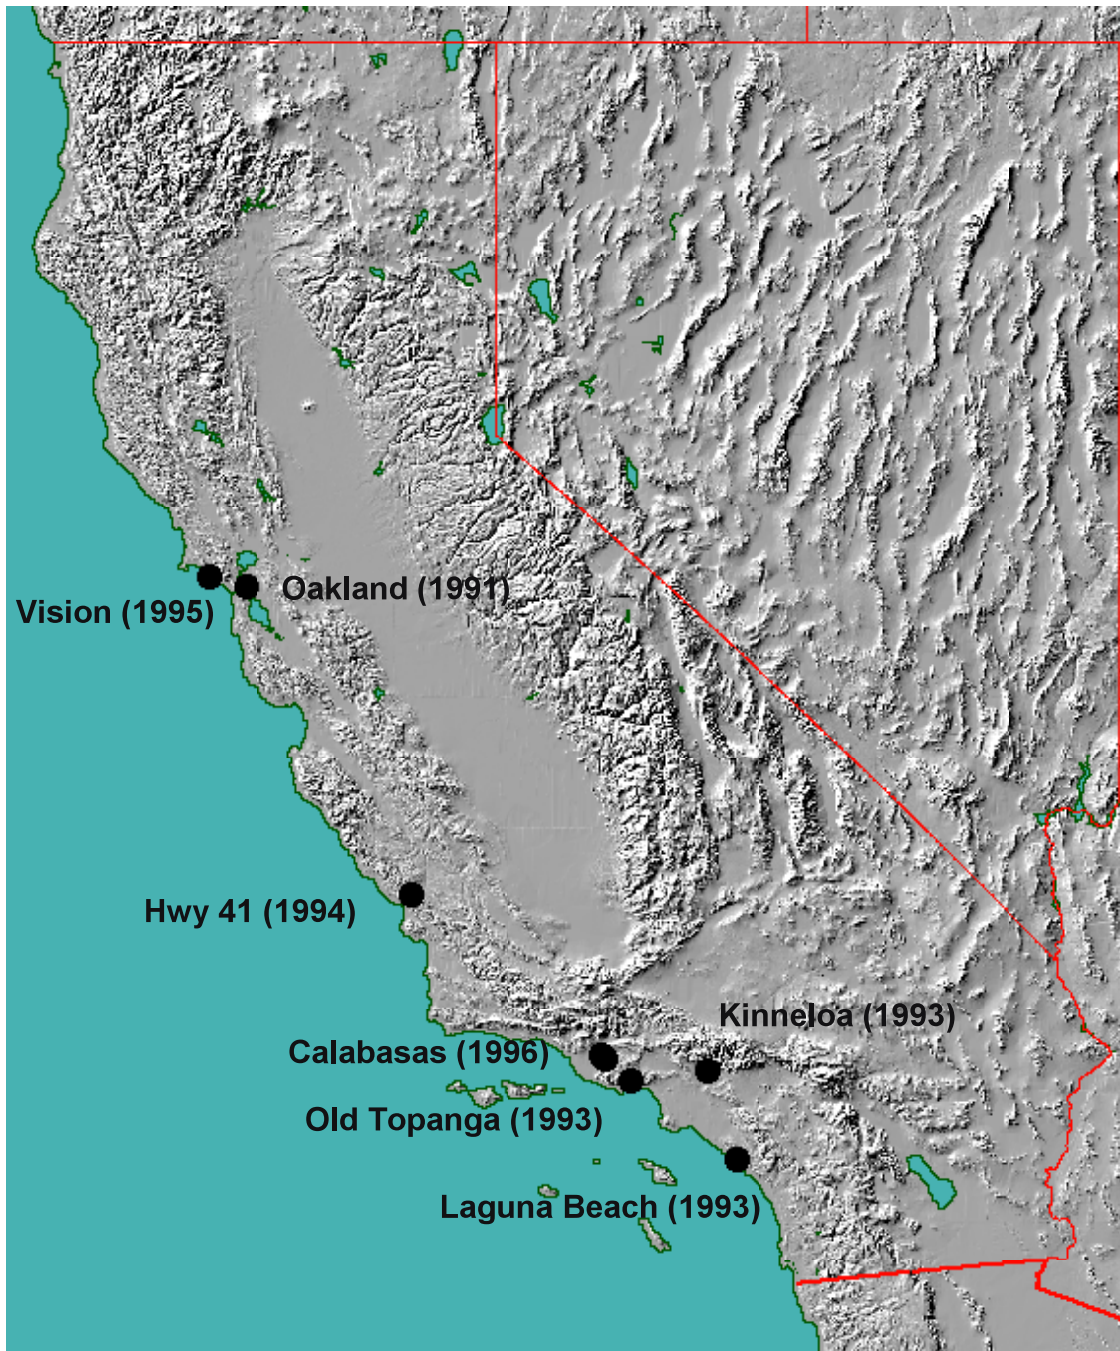 Oakland (1991)
Vision (1995)
Hwy 41 (1994)
Kinneloa (1993)
Calabasas (1996)
Old Topanga (1993)
Laguna Beach (1993)